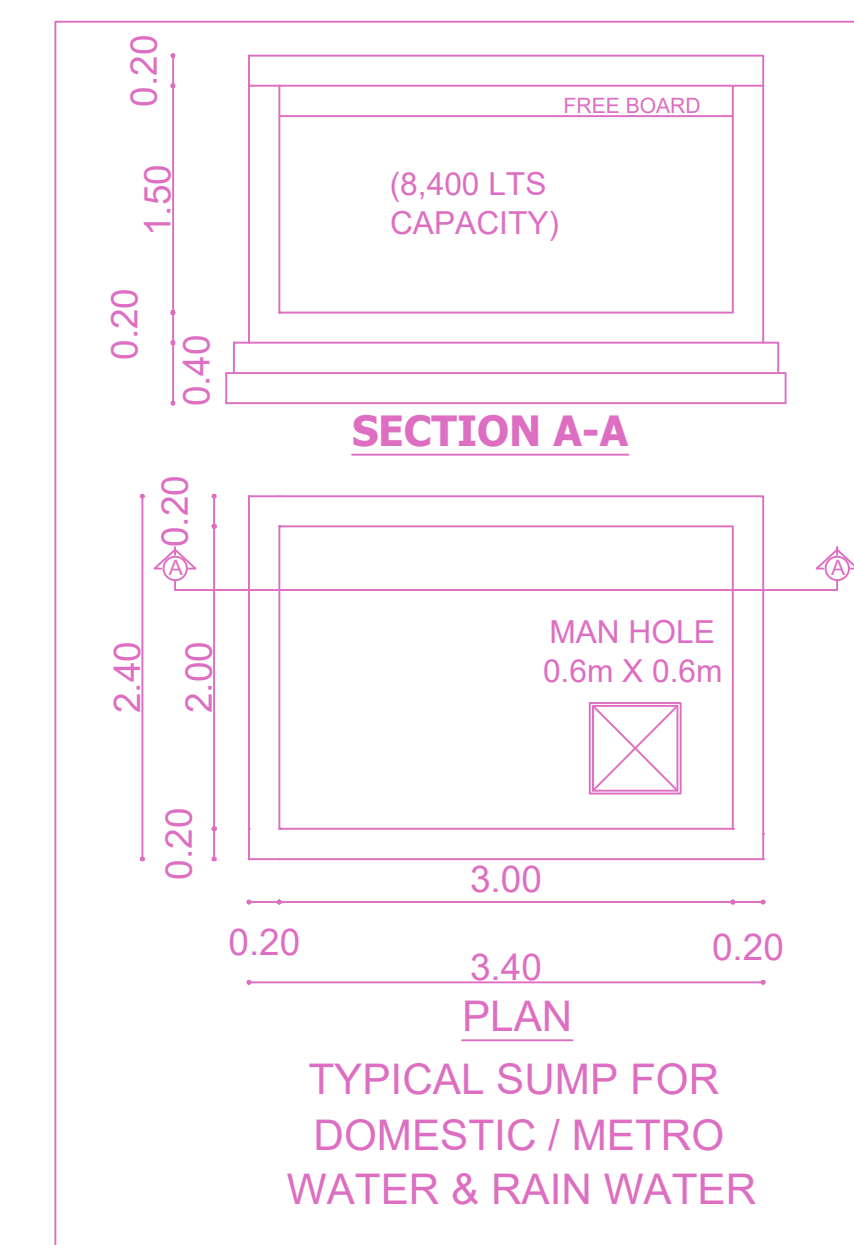 0.20
FREE BOARD
1.50
(8,400 LTS
CAPACITY)
0.20
0.40
SECTION A-A
0.20
A
A
MAN HOLE
0.6m X 0.6m
2.40
2.00
0.20
3.00
0.20
0.20
3.40
PLAN
TYPICAL SUMP FOR
DOMESTIC / METRO
WATER & RAIN WATER